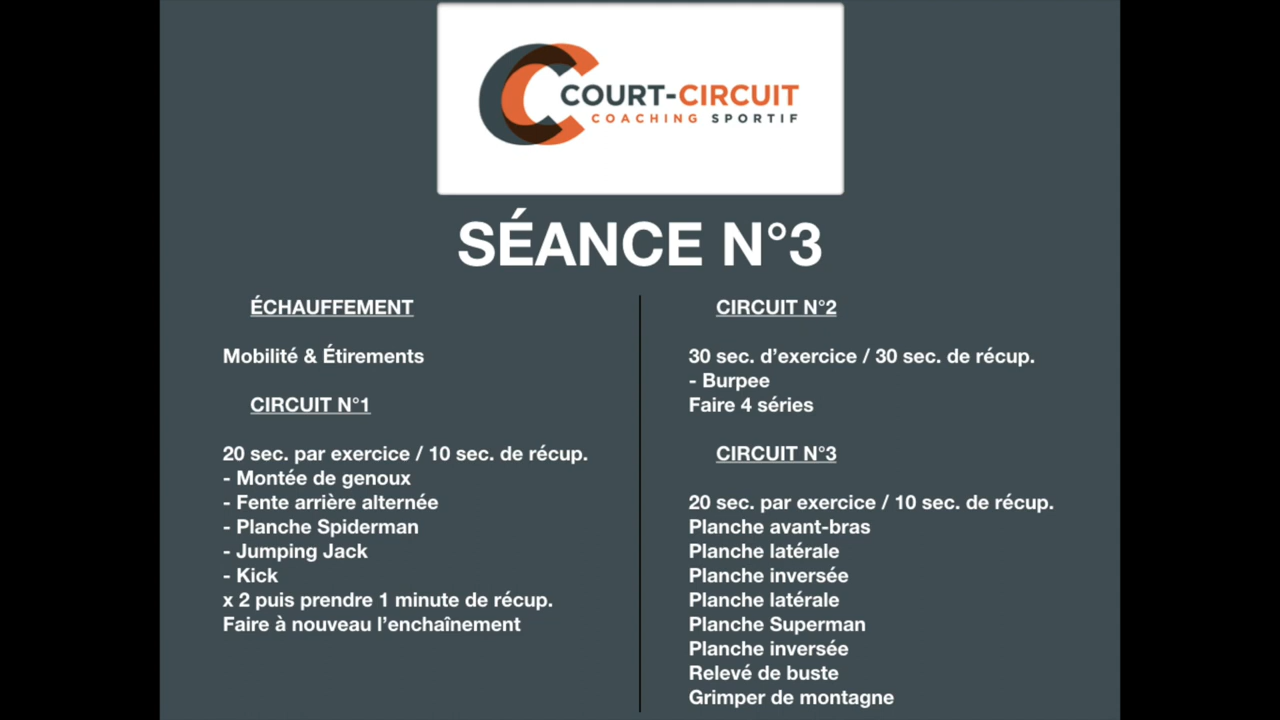 COURT-CIRCUIT
COACHING SPORTIF
SÉANCE N°3
ÉCHAUFFEMENT
Mobilité & Étirements
CIRCUIT N°1
20 sec. par exercice / 10 sec. de récup.
- Montée de genoux
- Fente arrière alternée
- Planche Spiderman
- Jumping Jack
- Kick
x 2 puis prendre 1 minute de récup.
Faire à nouveau l’enchaînement
CIRCUIT N°2
30 sec. d’exercice / 30 sec. de récup.
- Burpee
Faire 4 séries
CIRCUIT N°3
20 sec. par exercice / 10 sec. de récup.
Planche avant-bras
Planche latérale
Planche inversée
Planche latérale
Planche Superman
Planche inversée
Relevé de buste
Grimper de montagne